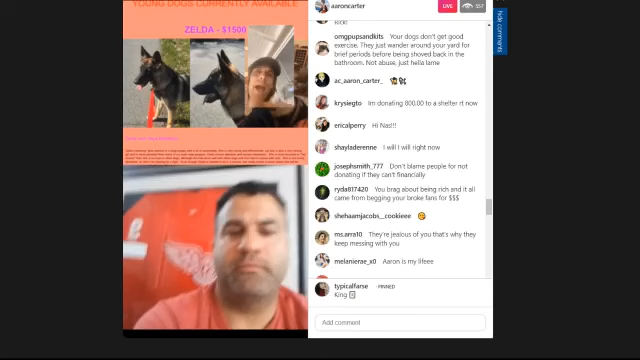 YOUNG DOGS CURRENTLY AVAILABLE
ZELDA - $1500
aaroncarter_
LIVE
557
hide comments
omgpupsandkits Your dogs don't get good
exercise. They just wander around your yard for
brief periods before being shoved back in the
bathroom. Not abuse, just hella lame
ac_aaron_carter_
krysiegto Im donating 800.00 to a shelter rt now
ericalperry Hi Nas!!!
shayladerenne I will I will right now
josephsmith_777 Don't blame people for not
donating if they can't financially
ryda817420 You brag about being rich and it all
came from begging your broke fans for $$$
shehaamjacobs__cookieee 😘
ms.arra10 They're jealous of you that's why they
keep messing with you
melanierae_x0 Aaron is my lifeee
typicalfarse · PINNED
King
Add comment